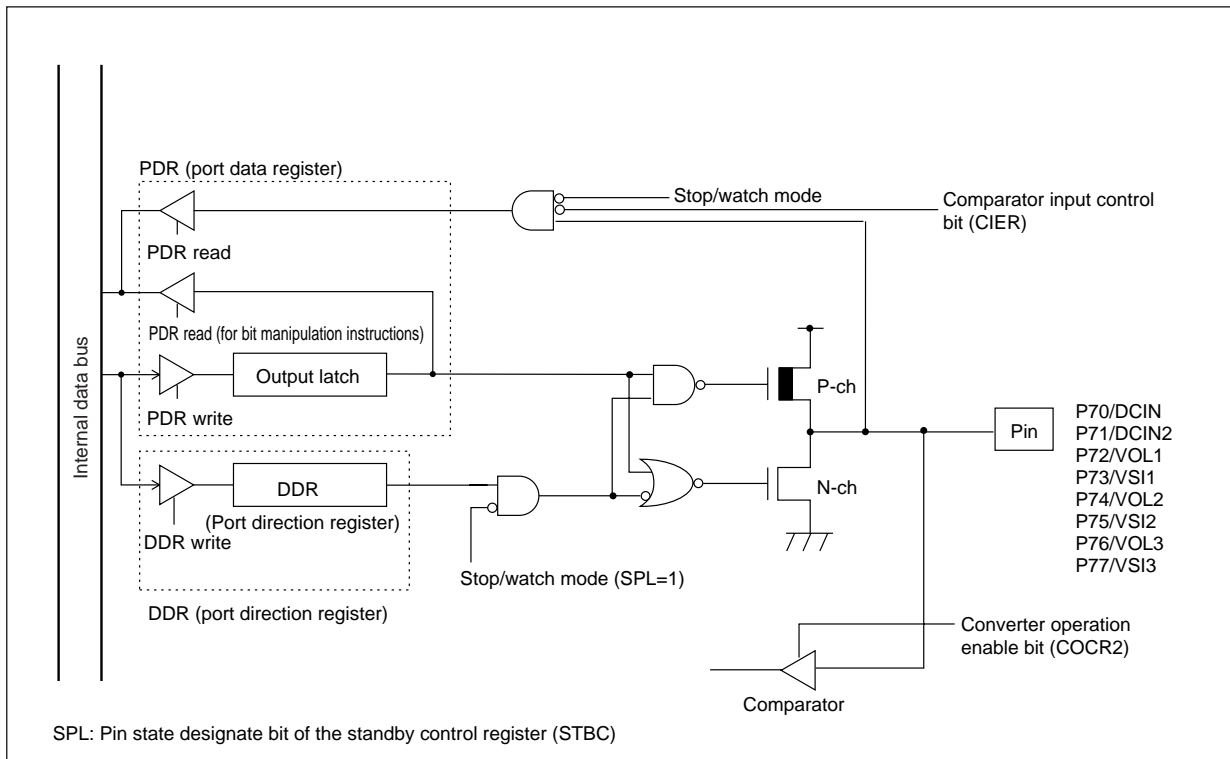 PDR (port data register)
Stop/watch mode
Comparator input control
bit (CIER)
PDR read
Internal data bus
PDR read (for bit manipulation instructions)
Output latch
PDR write
P-ch
Pin
P70/DCIN
P71/DCIN2
P72/VOL1
P73/VSI1
P74/VOL2
P75/VSI2
P76/VOL3
P77/VSI3
DDR
(Port direction register)
DDR write
N-ch
Stop/watch mode (SPL=1)
DDR (port direction register)
Converter operation
enable bit (COCR2)
Comparator
SPL: Pin state designate bit of the standby control register (STBC)